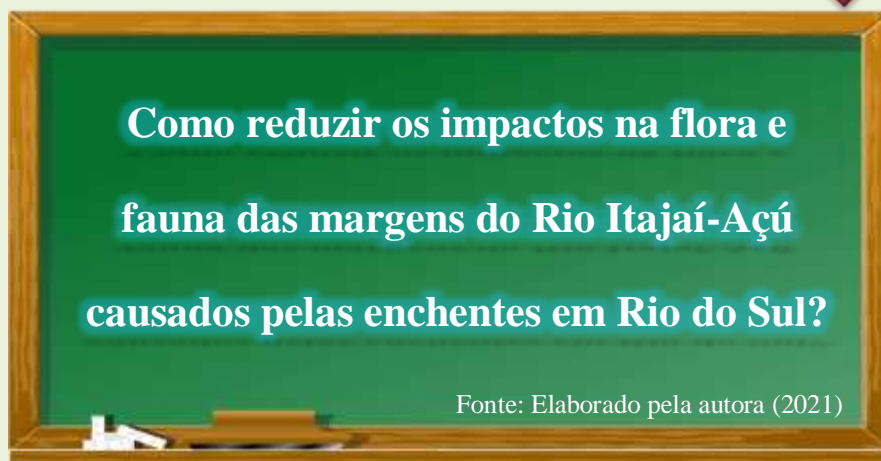 Como reduzir os impactos na flora e
fauna das margens do Rio Itajaí-Açú
causados pelas enchentes em Rio do Sul?
Fonte: Elaborado pela autora (2021)